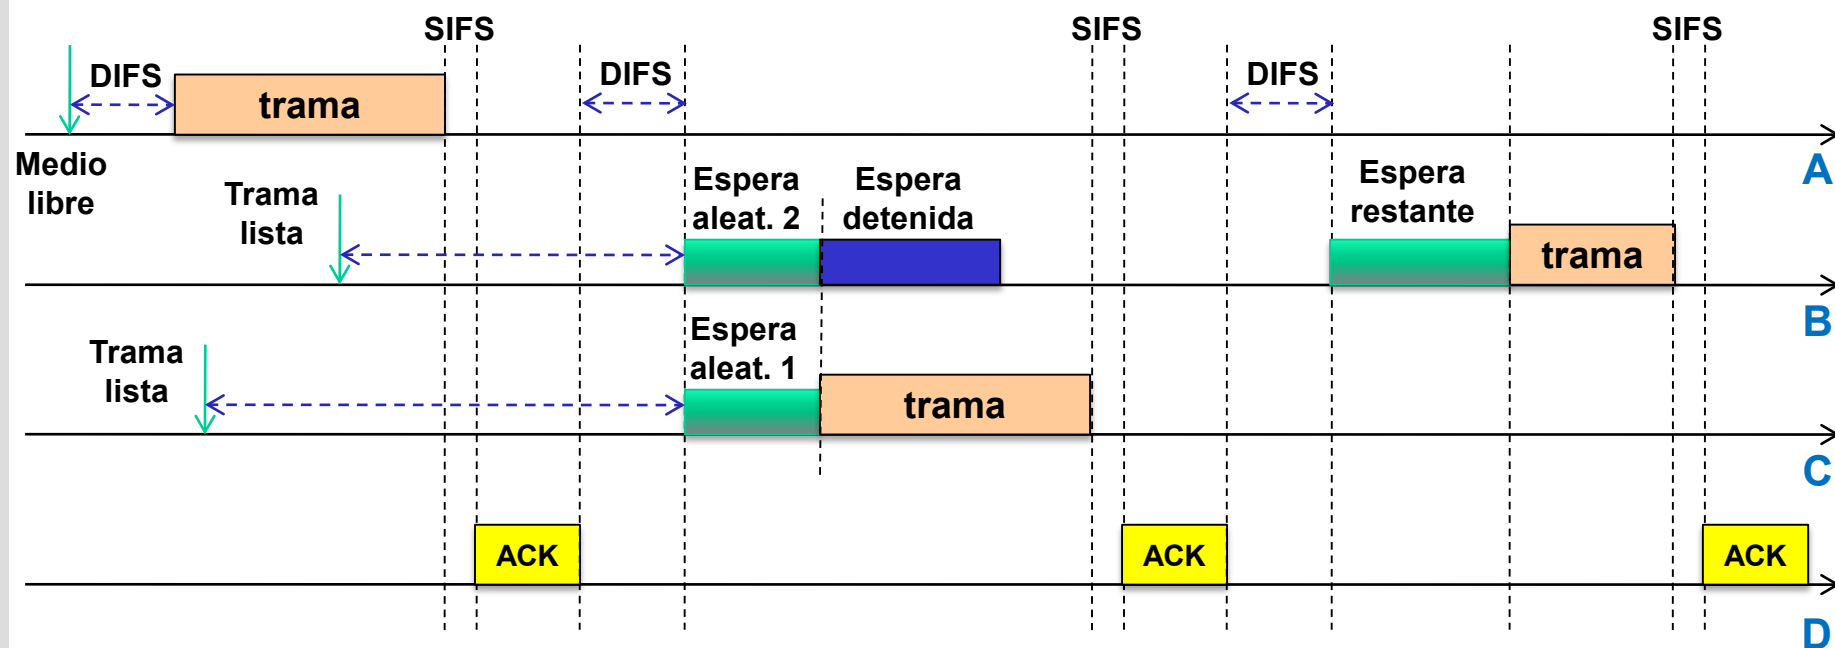 SIFS
SIFS
SIFS
DIFS
trama
DIFS
DIFS
A
Medio
libre
Trama
lista
Espera
aleat. 2
Espera
detenida
Espera
restante
trama
B
Trama
lista
Espera
aleat. 1
trama
C
ACK
ACK
ACK
D